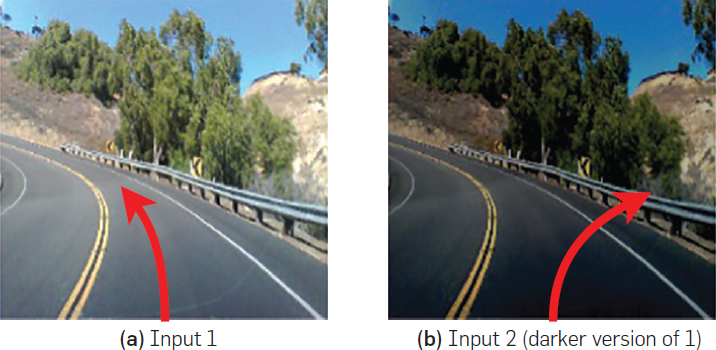 (a) Input 1
(b) Input 2 (darker version of 1)